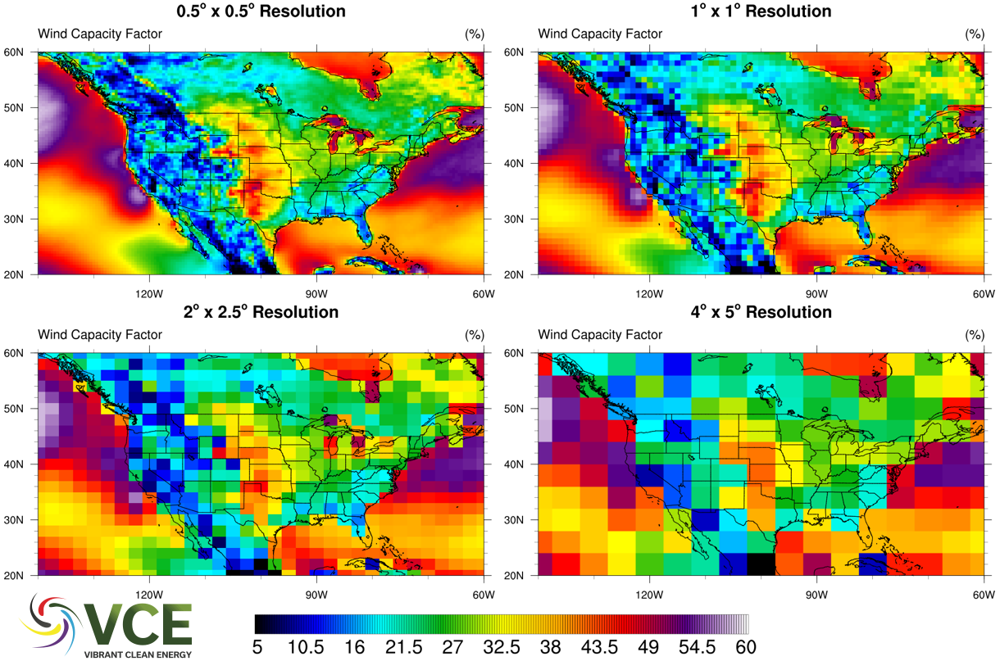 0.5° x 0.5° Resolution
1° x 1° Resolution
Wind Capacity Factor (%)
Wind Capacity Factor (%)
60N
50N
40N
30N
20N
120W 90W 60W
60N
50N
40N
30N
20N
120W 90W 60W
2° x 2.5° Resolution
4° x 5° Resolution
Wind Capacity Factor (%)
Wind Capacity Factor (%)
60N
50N
40N
30N
20N
120W 90W 60W
60N
50N
40N
30N
20N
120W 90W 60W
VCE
VIBRANT CLEAN ENERGY
5 10.5 16 21.5 27 32.5 38 43.5 49 54.5 60